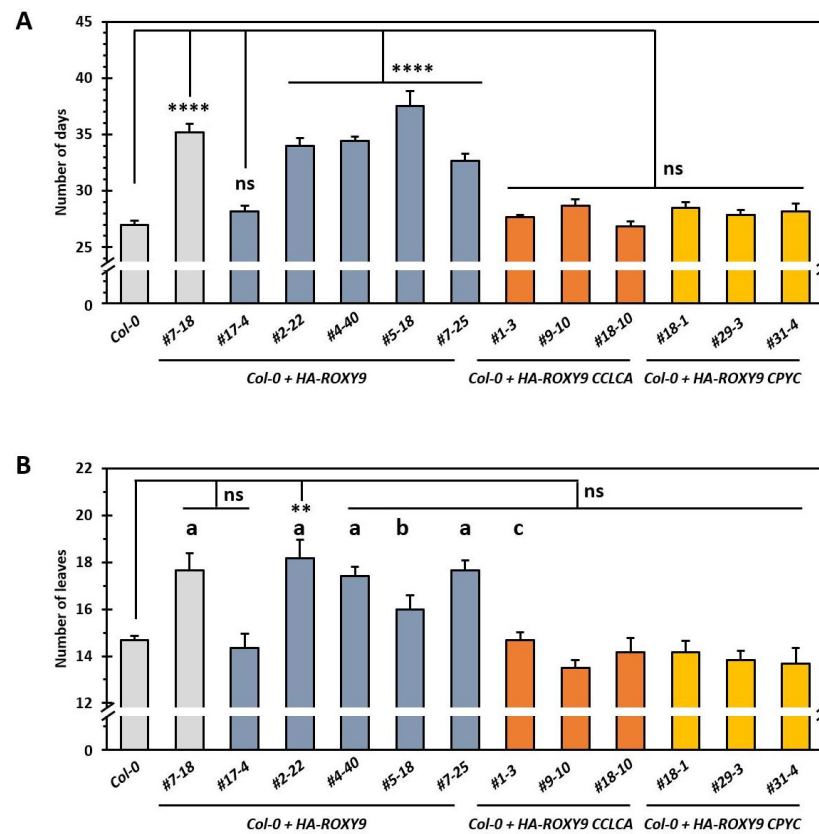 A
Number of days
45
40
35
30
25
0
****
ns
****
ns
Col-0
#7-18
#17-4
#2-22
#4-40
#5-18
#7-25
#1-3
#9-10
#18-10
#18-1
#29-3
#31-4
Col-0 + HA-ROXY9
Col-0 + HA-ROXY9 CCLCA
Col-0 + HA-ROXY9 CPYC
B
Number of leaves
22
20
18
16
14
12
0
ns
**
ns
a
a
a
b
a
c
Col-0
#7-18
#17-4
#2-22
#4-40
#5-18
#7-25
#1-3
#9-10
#18-10
#18-1
#29-3
#31-4
Col-0 + HA-ROXY9
Col-0 + HA-ROXY9 CCLCA
Col-0 + HA-ROXY9 CPYC